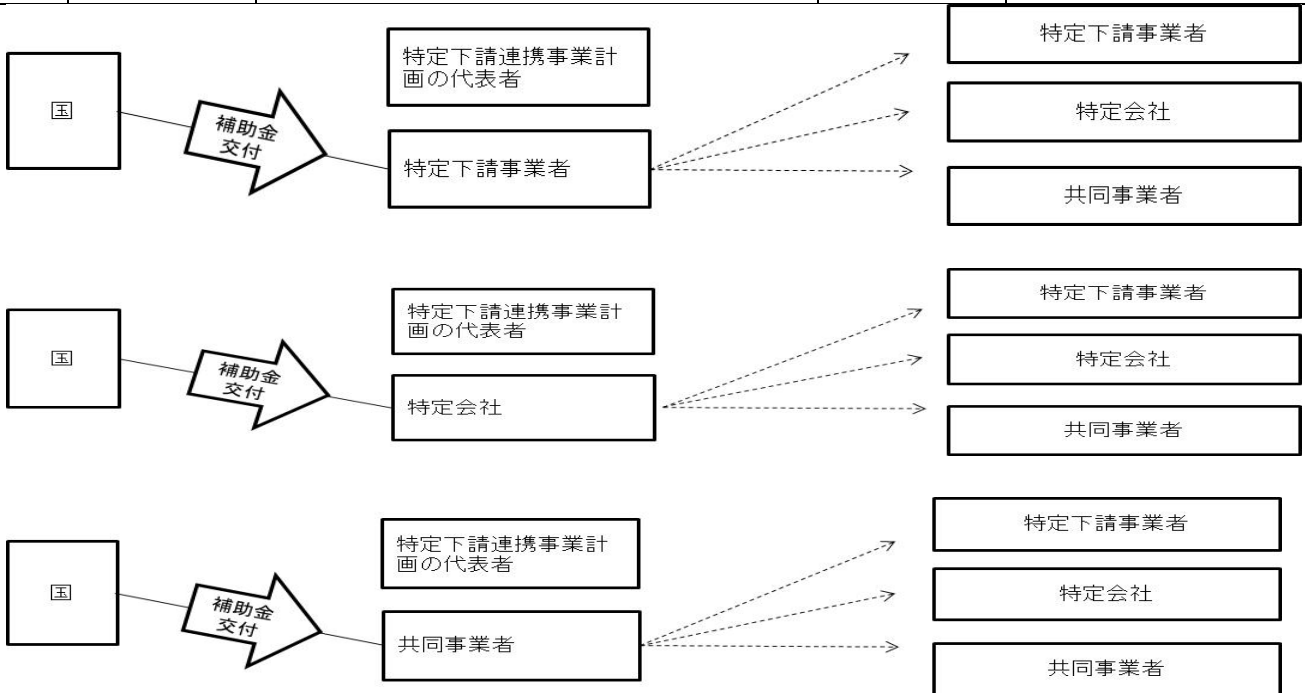 国
補助金
交付
特定下請連携事業計
画の代表者
特定下請事業者
特定下請事業者
特定会社
共同事業者
国
補助金
交付
特定下請連携事業計
画の代表者
特定会社
特定下請事業者
特定会社
共同事業者
国
補助金
交付
特定下請連携事業計
画の代表者
共同事業者
特定下請事業者
特定会社
共同事業者